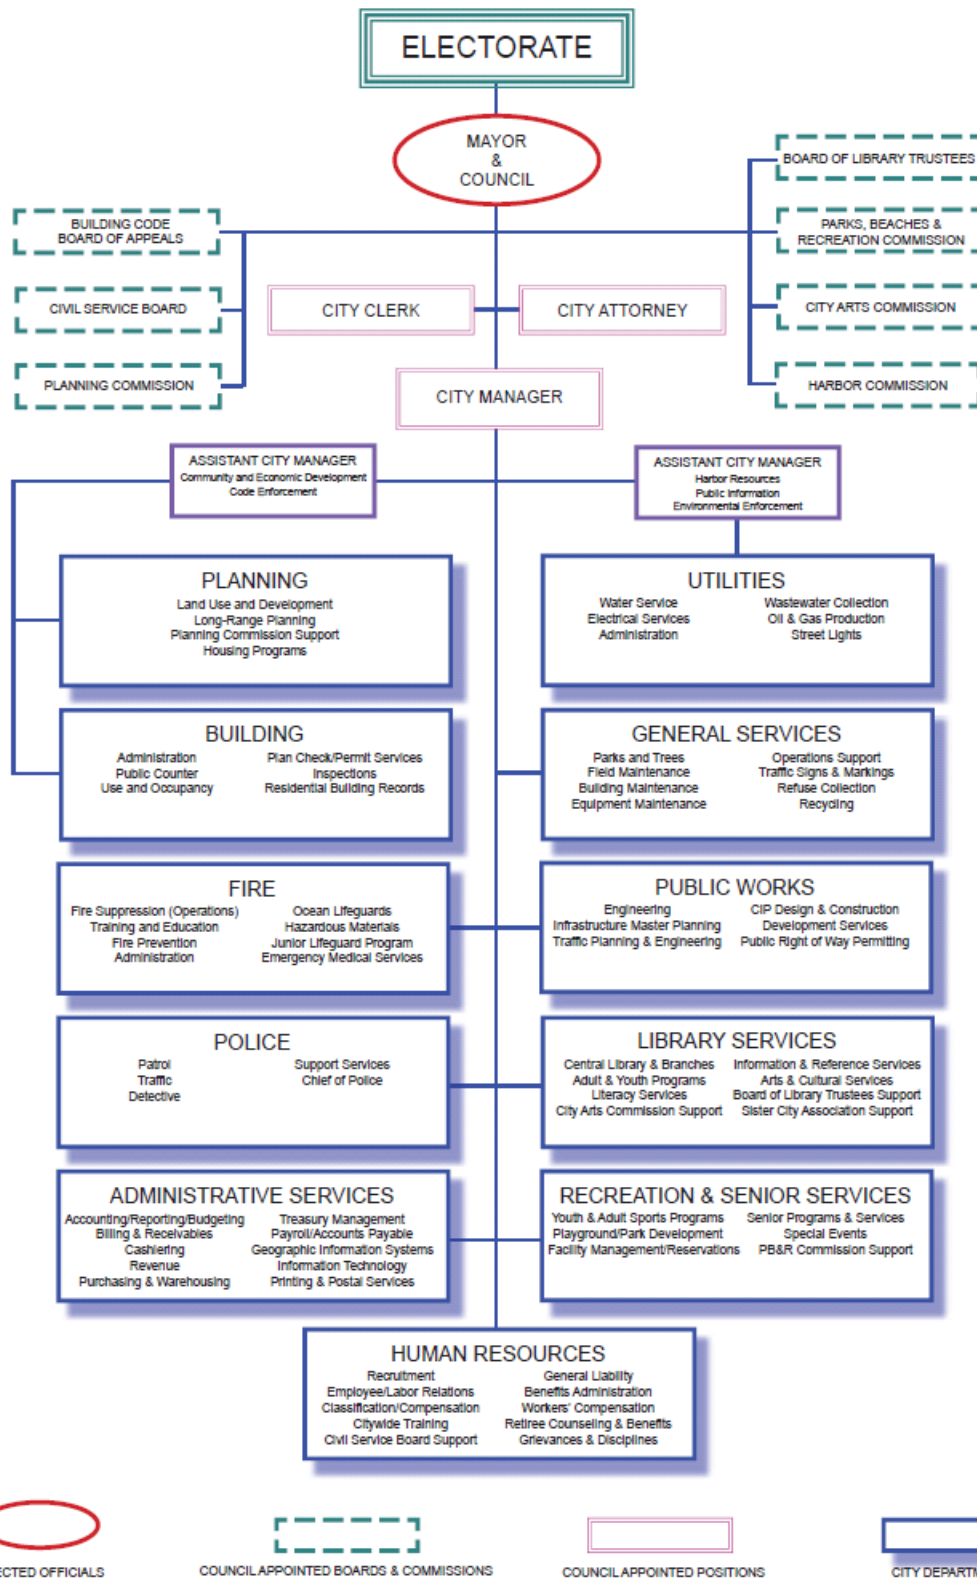 ELECTORATE
MAYOR
&
COUNCIL
BOARD OF LIBRARY TRUSTEES
BUILDING CODE
BOARD OF APPEALS
PARKS, BEACHES &
RECREATION COMMISSION
CIVIL SERVICE BOARD
CITY CLERK
CITY ATTORNEY
CITY ARTS COMMISSION
PLANNING COMMISSION
CITY MANAGER
HARBOR COMMISSION
ASSISTANT CITY MANAGER
Community and Economic Development
Code Enforcement
ASSISTANT CITY MANAGER
Harbor Resources
Public Information
Environmental Enforcement
PLANNING
Land Use and Development
Long-Range Planning
Planning Commission Support
Housing Programs
UTILITIES
Water Service
Electrical Services
Administration
Wastewater Collection
Oil & Gas Production
Street Lights
BUILDING
Administration
Public Counter
Use and Occupancy
Plan Check/Permit Services
Inspections
Residential Building Records
GENERAL SERVICES
Parks and Trees
Field Maintenance
Building Maintenance
Equipment Maintenance
Operations Support
Traffic Signs & Markings
Refuse Collection
Recycling
FIRE
Fire Suppression (Operations)
Training and Education
Fire Prevention
Administration
Ocean Lifeguards
Hazardous Materials
Junior Lifeguard Program
Emergency Medical Services
PUBLIC WORKS
Engineering
Infrastructure Master Planning
Traffic Planning & Engineering
CIP Design & Construction
Development Services
Public Right of Way Permitting
POLICE
Patrol
Traffic
Detective
Support Services
Chief of Police
LIBRARY SERVICES
Central Library & Branches
Adult & Youth Programs
Literacy Services
City Arts Commission Support
Information & Reference Services
Arts & Cultural Services
Board of Library Trustees Support
Sister City Association Support
ADMINISTRATIVE SERVICES
Accounting/Reporting/Budgeting
Billing & Receivables
Cashiering
Revenue
Purchasing & Warehousing
Treasury Management
Payroll/Accounts Payable
Geographic Information Systems
Information Technology
Printing & Postal Services
RECREATION & SENIOR SERVICES
Youth & Adult Sports Programs
Playground/Park Development
Facility Management/Reservations
Senior Programs & Services
Special Events
PB&R Commission Support
HUMAN RESOURCES
Recruitment
Employee/Labor Relations
Classification/Compensation
Citywide Training
Civil Service Board Support
General Liability
Benefits Administration
Workers' Compensation
Retiree Counseling & Benefits
Grievances & Disciplines
ECTED OFFICIALS
COUNCIL APPOINTED BOARDS & COMMISSIONS
COUNCIL APPOINTED POSITIONS
CITY DEPARTM